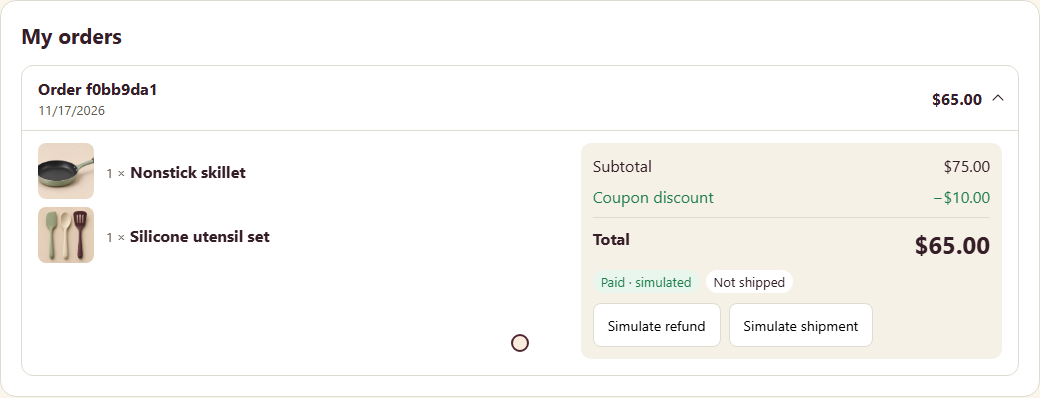 My orders
Order f0bb9da1
11/17/2026
$65.00
1 × Nonstick skillet
1 × Silicone utensil set
Subtotal $75.00
Coupon discount −$10.00
Total $65.00
Paid · simulated Not shipped
Simulate refund Simulate shipment